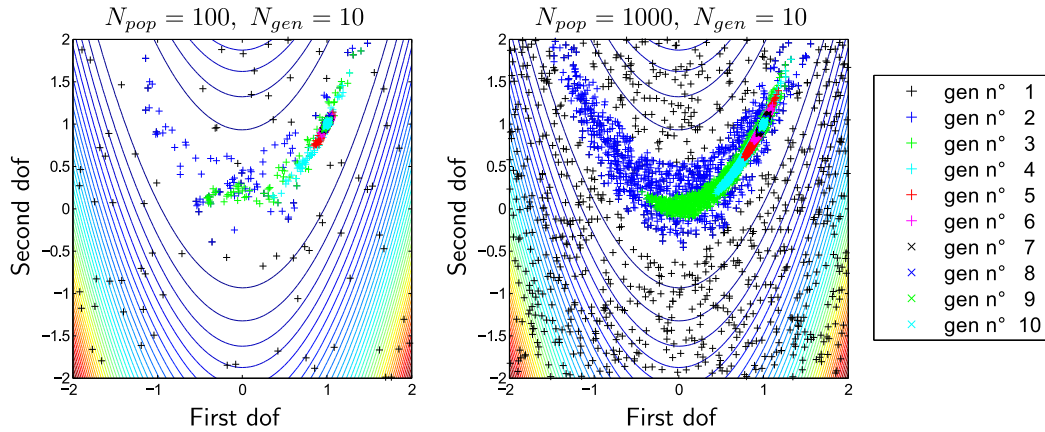 N_pop = 100, N_gen = 10
2
1.5
1
0.5
0
−0.5
−1
−1.5
−2
−2 −1 0 1 2
Second dof
First dof
N_pop = 1000, N_gen = 10
2
1.5
1
0.5
0
−0.5
−1
−1.5
−2
−2 −1 0 1 2
Second dof
First dof
gen n° 1
gen n° 2
gen n° 3
gen n° 4
gen n° 5
gen n° 6
gen n° 7
gen n° 8
gen n° 9
gen n° 10